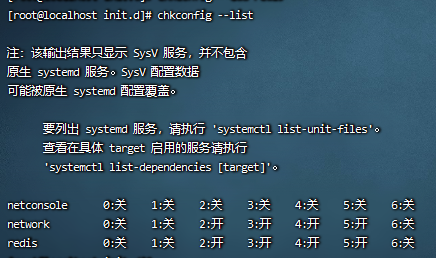 [root@localhost init.d]# chkconfig --list
注：该输出结果只显示 SysV 服务，并不包含
原生 systemd 服务。SysV 配置数据
可能被原生 systemd 配置覆盖。
要列出 systemd 服务，请执行 'systemctl list-unit-files'。
查看在具体 target 启用的服务请执行
'systemctl list-dependencies [target]'。
netconsole 0:关 1:关 2:关 3:关 4:关 5:关 6:关
network 0:关 1:关 2:开 3:开 4:开 5:开 6:关
redis 0:关 1:关 2:开 3:开 4:开 5:开 6:关